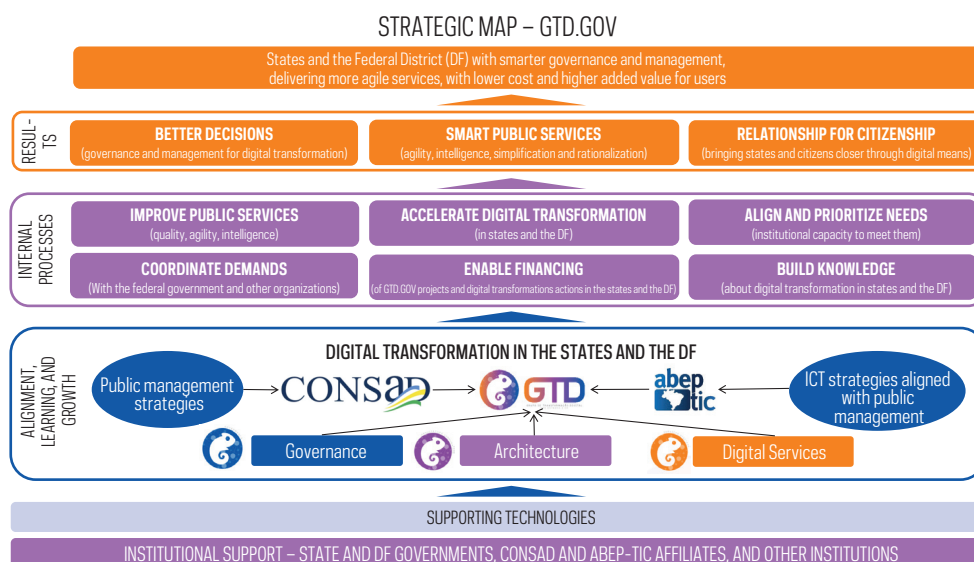 STRATEGIC MAP – GTD.GOV
States and the Federal District (DF) with smarter governance and management,
delivering more agile services, with lower cost and higher added value for users
RESUL-
TS
BETTER DECISIONS
(governance and management for digital transformation)
SMART PUBLIC SERVICES
(agility, intelligence, simplification and rationalization)
RELATIONSHIP FOR CITIZENSHIP
(bringing states and citizens closer through digital means)
INTERNAL
PROCESSES
IMPROVE PUBLIC SERVICES
(quality, agility, intelligence)
ACCELERATE DIGITAL TRANSFORMATION
(in states and the DF)
ALIGN AND PRIORITIZE NEEDS
(institutional capacity to meet them)
COORDINATE DEMANDS
(With the federal government and other organizations)
ENABLE FINANCING
(of GTD.GOV projects and digital transformations actions in the states and the DF)
BUILD KNOWLEDGE
(about digital transformation in states and the DF)
ALIGNMENT,
LEARNING, AND
GROWTH
DIGITAL TRANSFORMATION IN THE STATES AND THE DF
Public management
strategies
CONSAD
GTD
abep
tic
ICT strategies aligned
with public
management
Governance
Architecture
Digital Services
SUPPORTING TECHNOLOGIES
INSTITUTIONAL SUPPORT – STATE AND DF GOVERNMENTS, CONSAD AND ABEP-TIC AFFILIATES, AND OTHER INSTITUTIONS